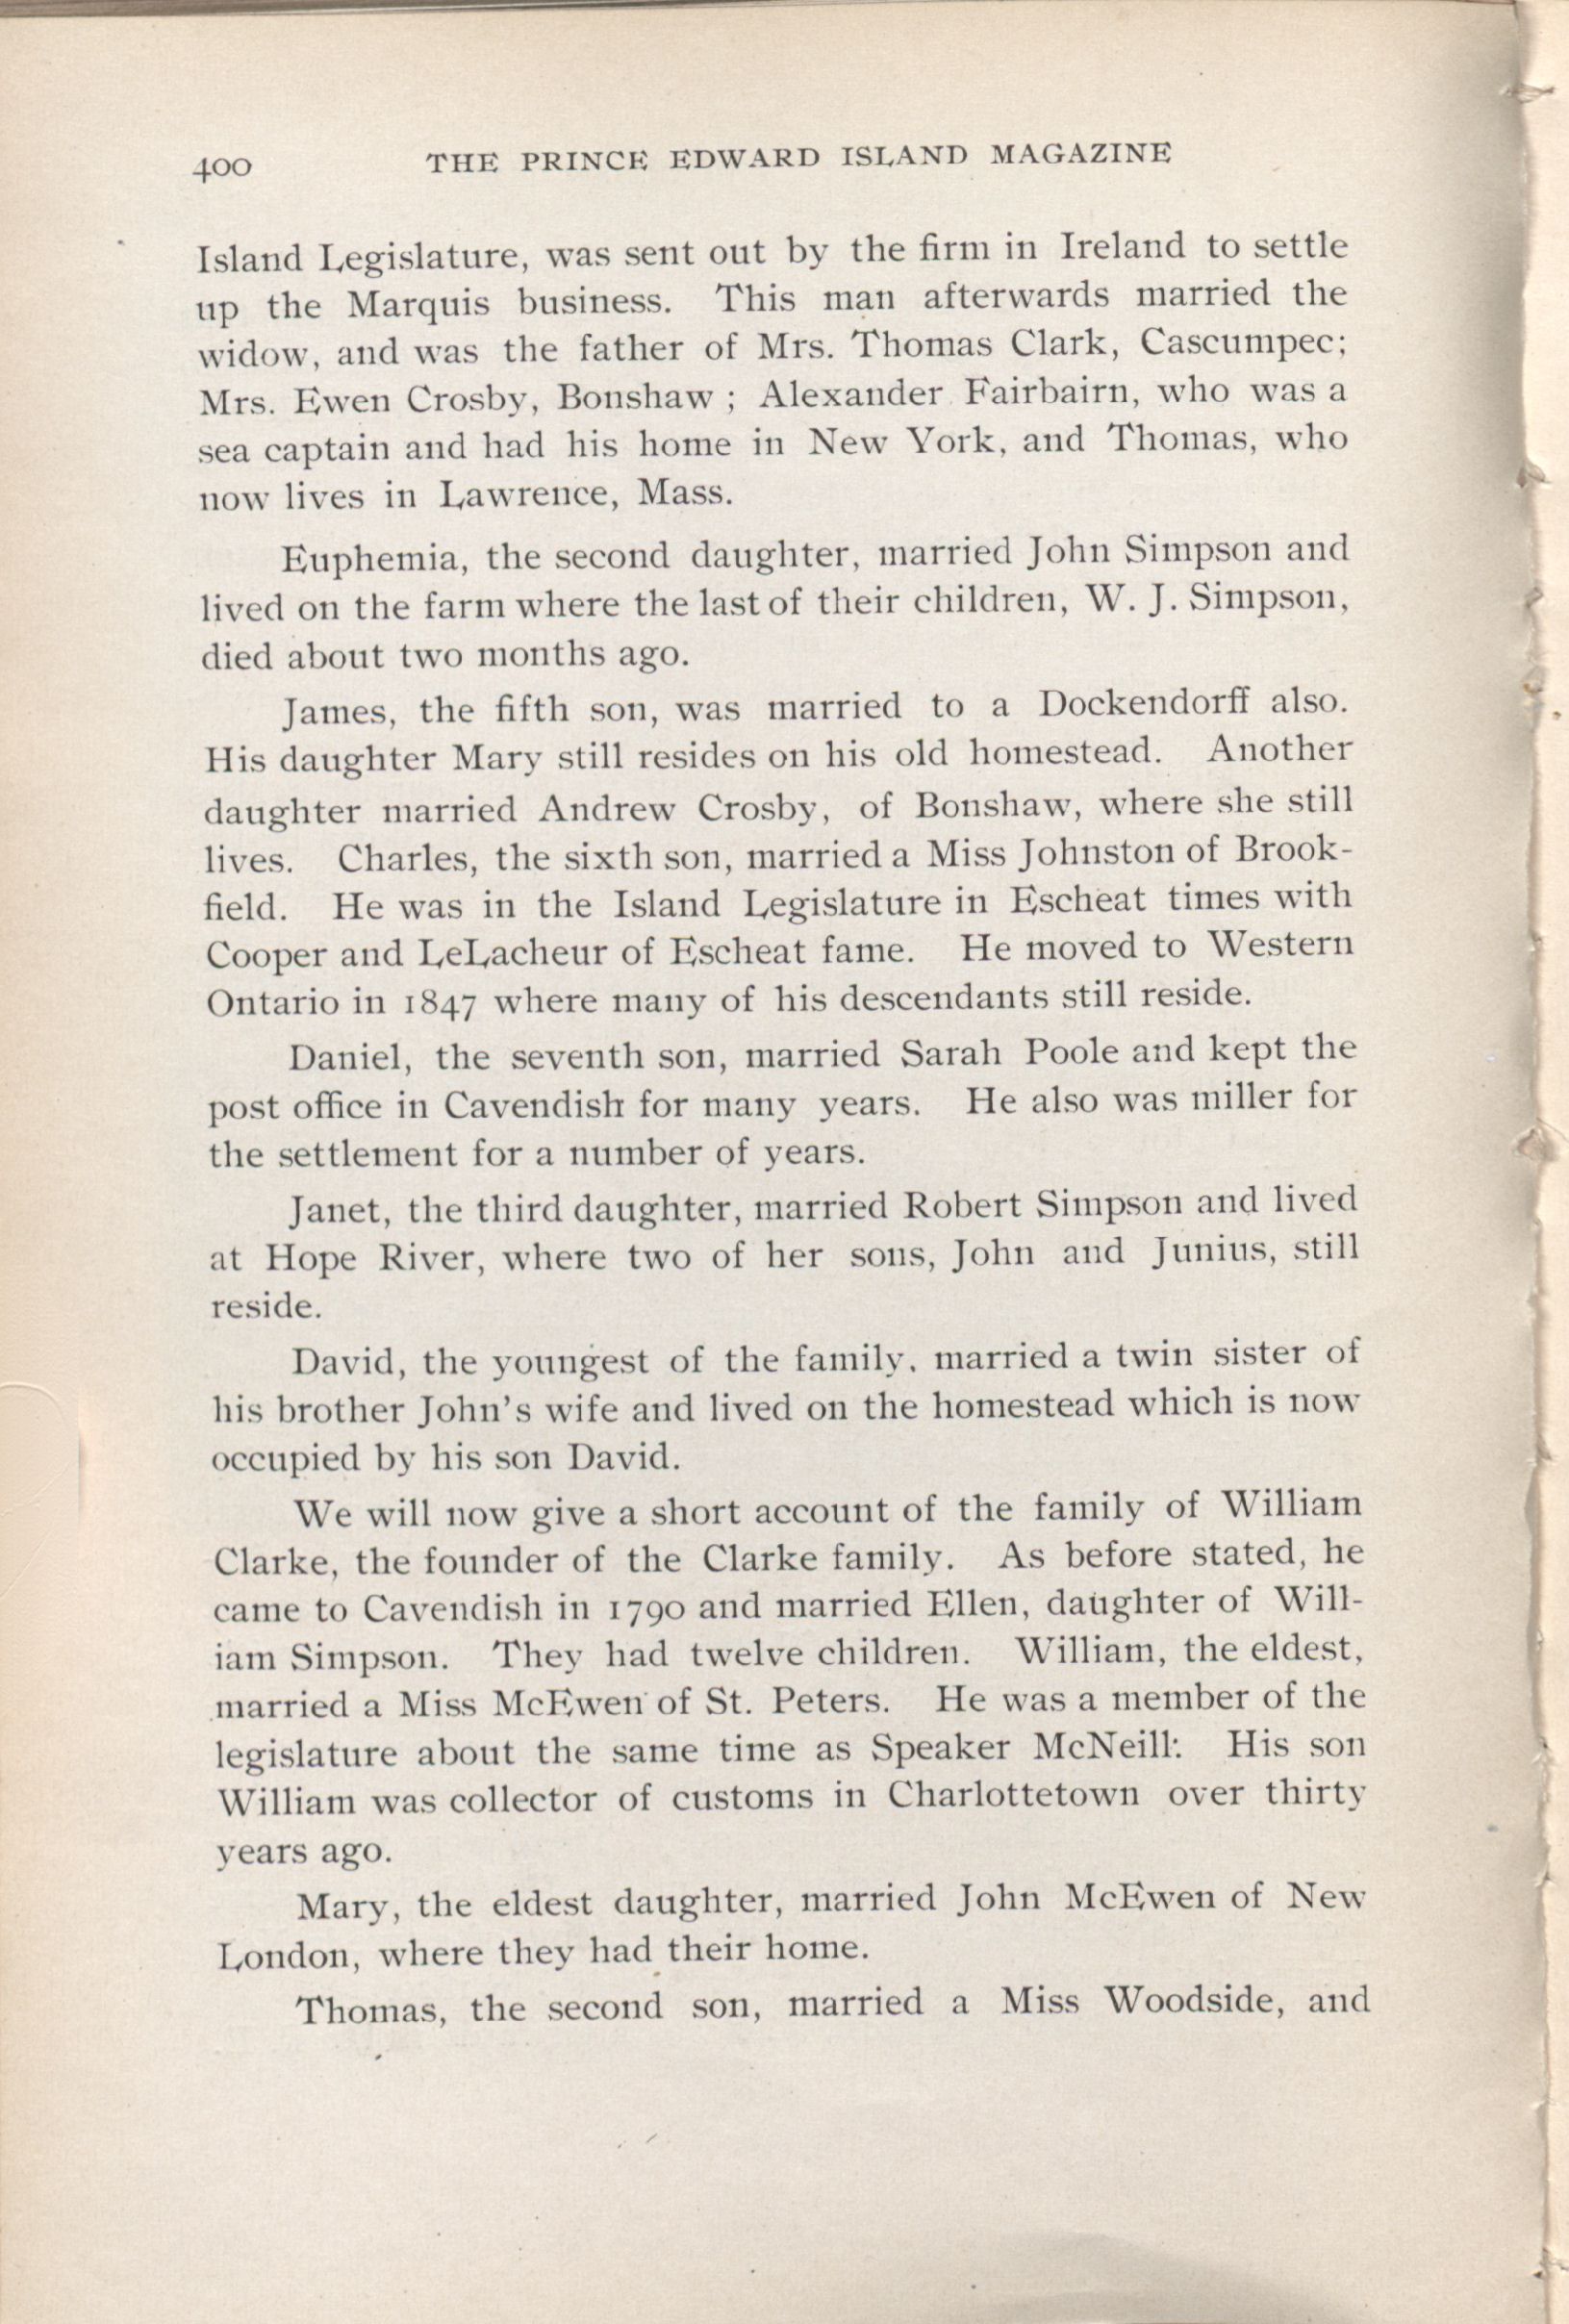 400 THE PRINCE EDWARD ISLAND MAGAZINE
Island Legislature, was sent out by the firm in Ireland to settle
up the Marquis business. This man afterwards married the
widow, and was the father of Mrs. Thomas Clark, Cascumpec;
Mrs. Ewen Crosby, Bonshaw ; Alexander Fairbairn, who was a
sea captain and had his home in New York, and Thomas, who
now lives in Lawrence, Mass.
Euphemia, the second daughter, married John Simpson and
lived on the farm where the last of their children, W. J. Simpson,
died about two months ago.
James, the fifth son, was married to a Dockendorff also.
His daughter Mary still resides on his old homestead. Another
daughter married Andrew Crosby, of Bonshaw, where she still
lives. Charles, the sixth son, married a Miss Johnston of Brook-
field. He was in the Island Legislature in Escheat times with
Cooper and LeLacheur of Escheat fame. He moved to Western
Ontario in 1847 where many of his descendants still reside.
Daniel, the seventh son, married Sarah Poole and kept the
post office in Cavendish for many years. He also was miller for
the settlement for a number of years.
Janet, the third daughter, married Robert Simpson and lived
at Hope River, where two of her sons, John and Junius, still
reside.
David, the youngest of the family, married a twin sister of
his brother John's wife and lived on the homestead which is now
occupied by his son David.
We will now give a short account of the family of William
Clarke, the founder of the Clarke family. As before stated, he
came to Cavendish in 1790 and married Ellen, daughter of Will-
iam Simpson. They had twelve children. William, the eldest,
married a Miss McEwen of St. Peters. He was a member of the
legislature about the same time as Speaker McNeill. His son
William was collector of customs in Charlottetown over thirty
years ago.
Mary, the eldest daughter, married John McEwen of New
London, where they had their home.
Thomas, the second son, married a Miss Woodside, and